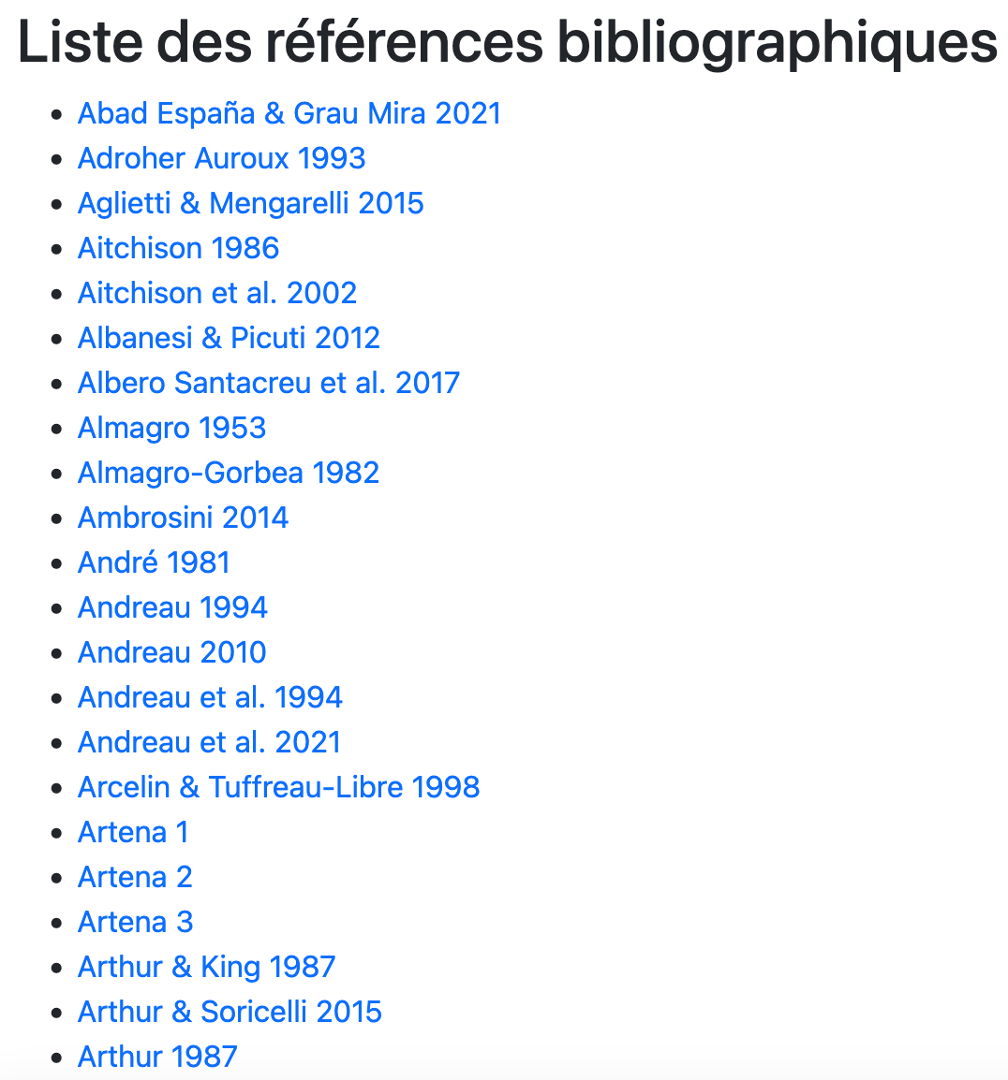 Liste des références bibliographiques
Abad España & Grau Mira 2021
Adroher Auroux 1993
Aglietti & Mengarelli 2015
Aitchison 1986
Aitchison et al. 2002
Albanesi & Picuti 2012
Albero Santacreu et al. 2017
Almagro 1953
Almagro-Gorbea 1982
Ambrosini 2014
André 1981
Andreau 1994
Andreau 2010
Andreau et al. 1994
Andreau et al. 2021
Arcelin & Tuffreau-Libre 1998
Artena 1
Artena 2
Artena 3
Arthur & King 1987
Arthur & Soricelli 2015
Arthur 1987